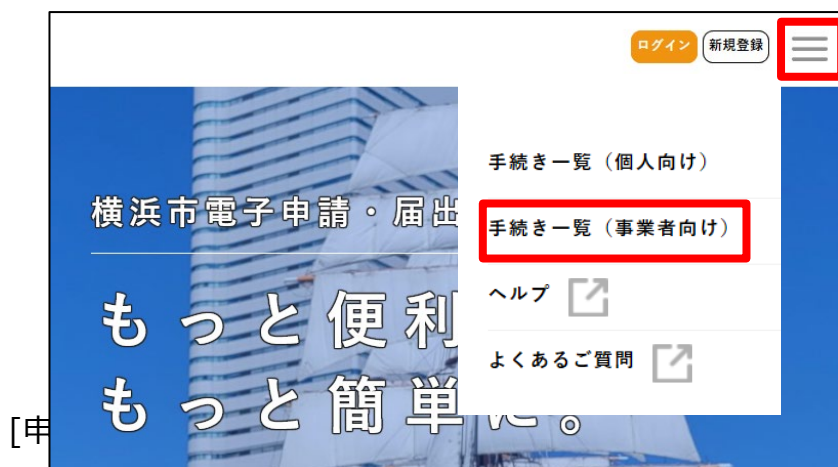 ログイン 新規登録
手続き一覧（個人向け）
横浜市電子申請・届出
手続き一覧（事業者向け）
ヘルプ
もっと便利
よくあるご質問
もっと簡単に。
[申